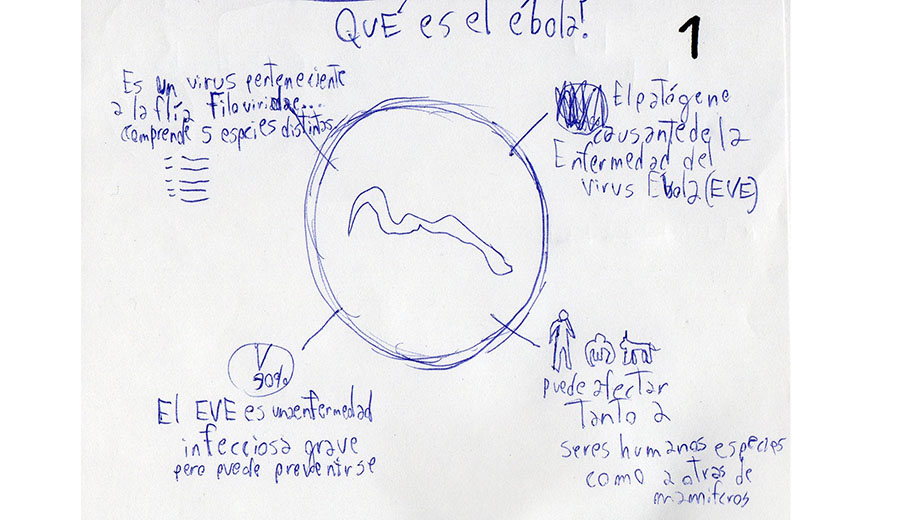 QUÉ es el ébola!
1
Es un virus perteneciente
a la flía Filoviridae...
comprende 5 especies distintas
El patógeno
causante de la
Enfermedad del
virus Ébola (EVE)
90%
El EVE es una enfermedad
infecciosa grave
pero puede prevenirse
puede afectar
Tanto a
seres humanos especies
como a otras de
mamíferos